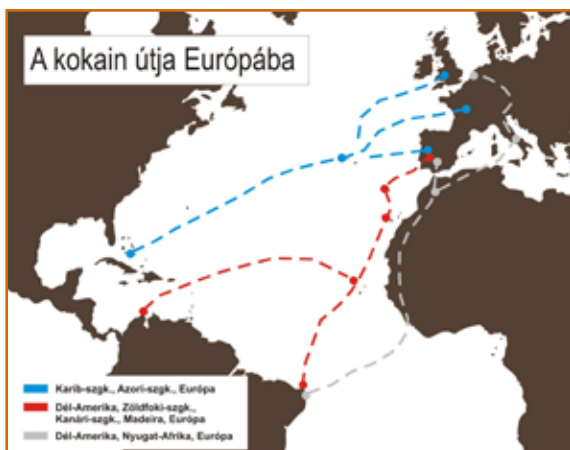 A kokain útja Európába
Karib-szgk., Azori-szgk., Európa
Dél-Amerika, Zöldfoki-szgk.,
Kanári-szgk., Madeira, Európa
Dél-Amerika, Nyugat-Afrika, Európa